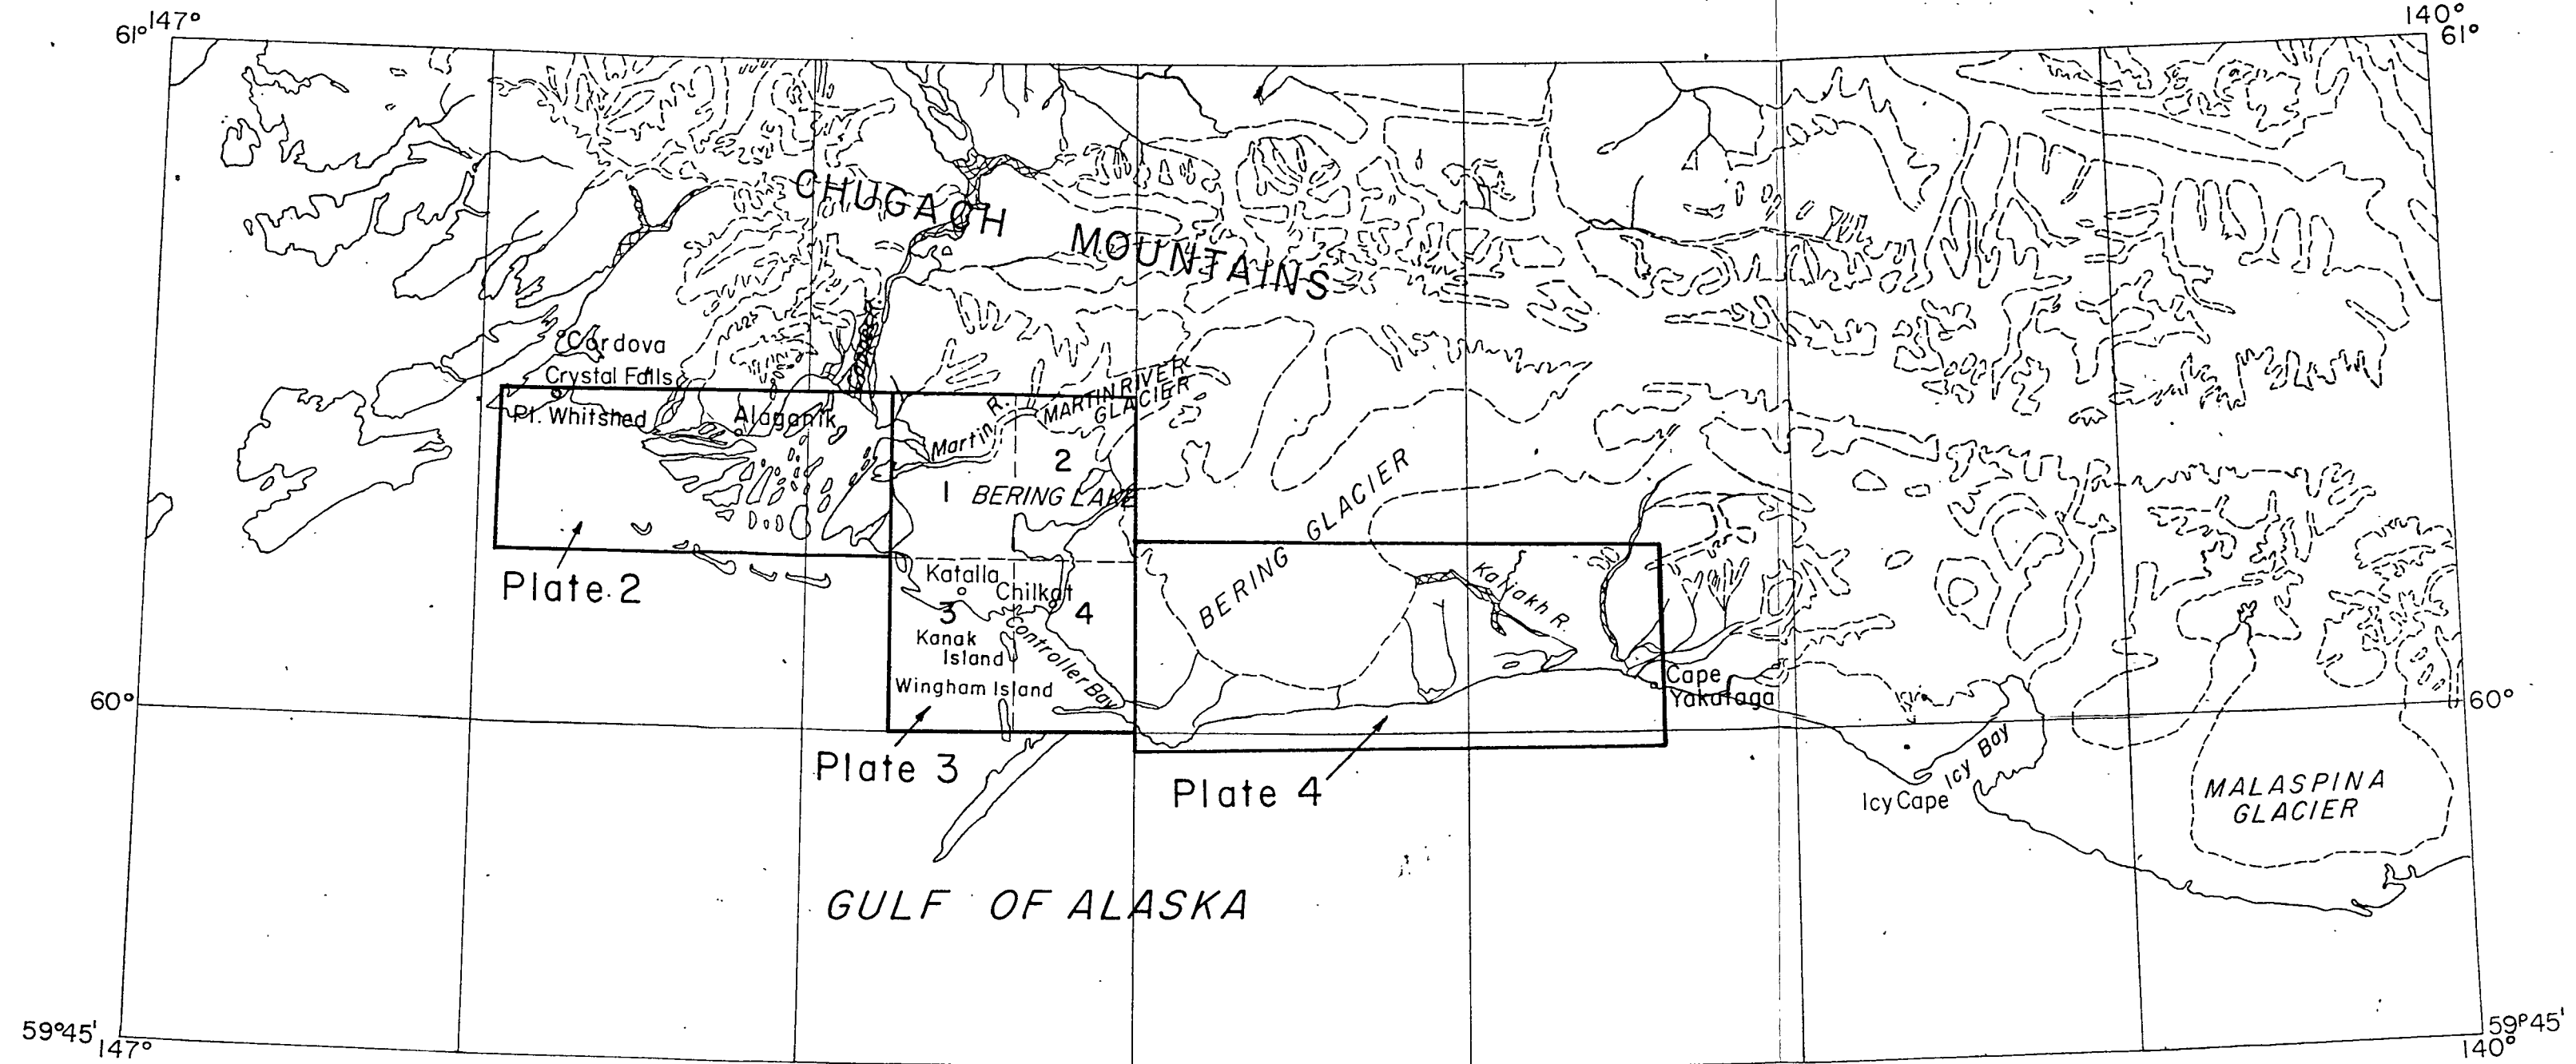 147°
140°
61°
61°
CHUGACH
MOUNTAINS
R.
Cordova
Crystal Falls
Pt. Whitshed
Alaganik
Martin R.
MARTIN RIVER
GLACIER
2
1
BERING LAKE
BERING GLACIER
Katalla
Chilkat
3
4
Kanak
Island
Controller Bay
Wingham Island
Kaliakh R.
Plate 2
Cape
Yakataga
60°
60°
Plate 3
Plate 4
Icy Bay
Icy Cape
MALASPINA
GLACIER
GULF OF ALASKA
59°45'
147°
59°45'
140°